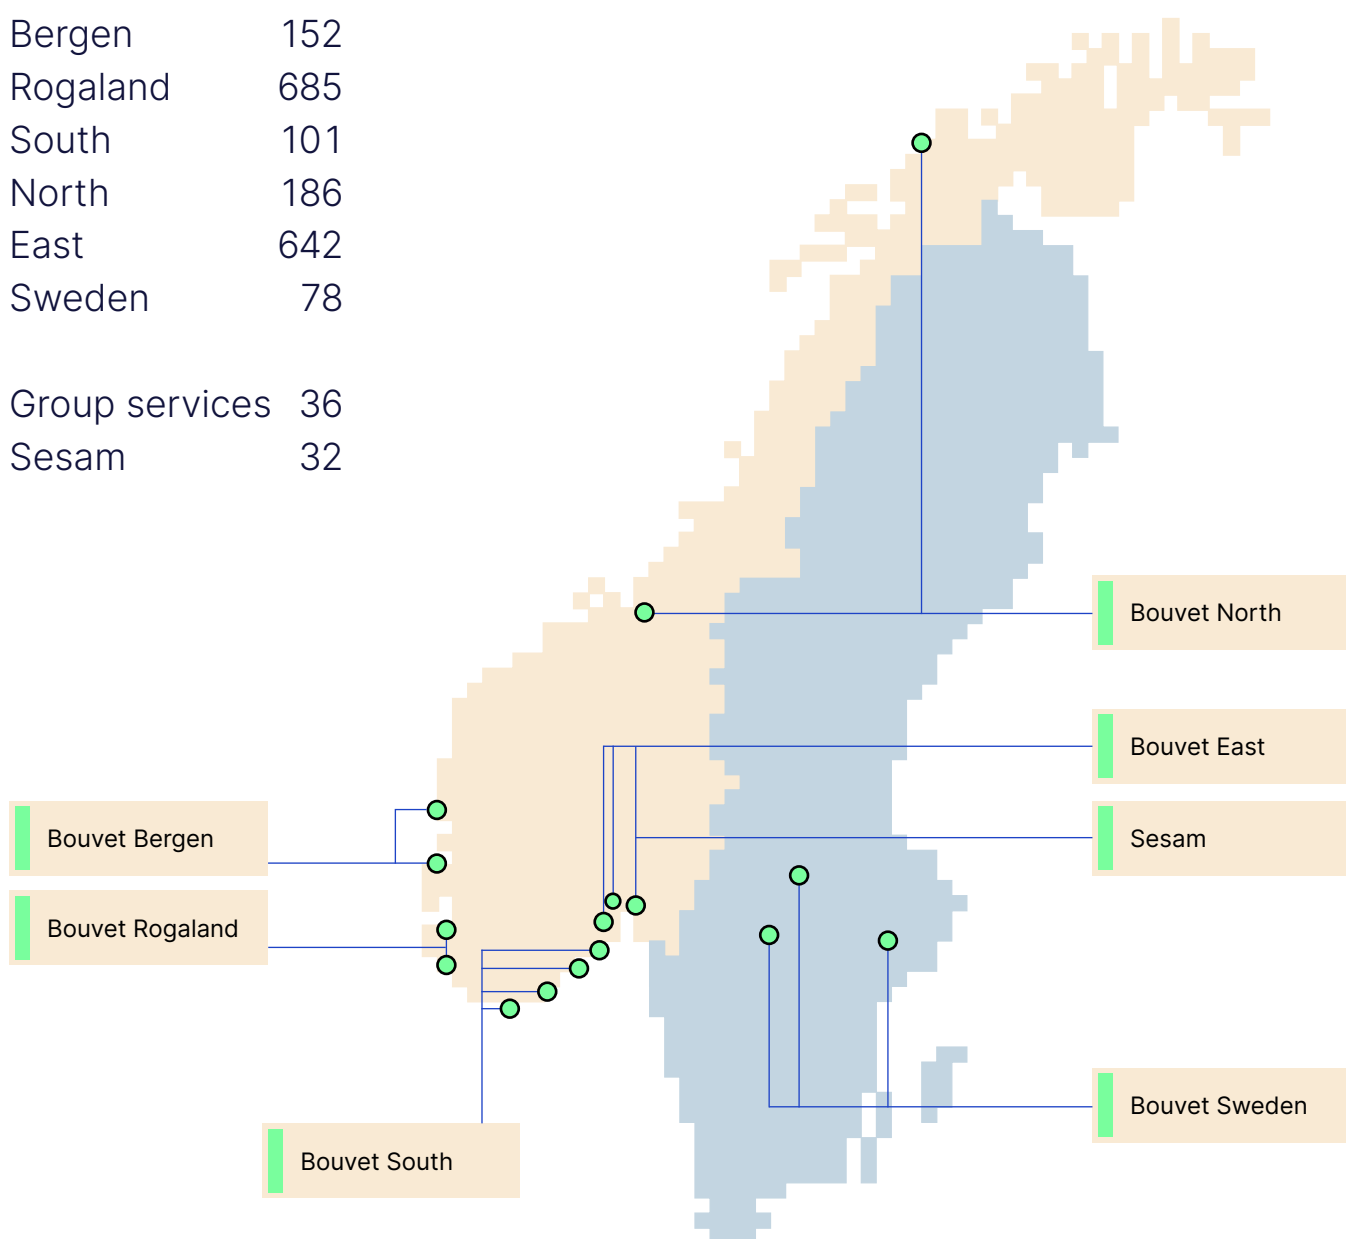 Bergen 152
Rogaland 685
South 101
North 186
East 642
Sweden 78
Group services 36
Sesam 32
Bouvet North
Bouvet East
Sesam
Bouvet Bergen
Bouvet Rogaland
Bouvet Sweden
Bouvet South